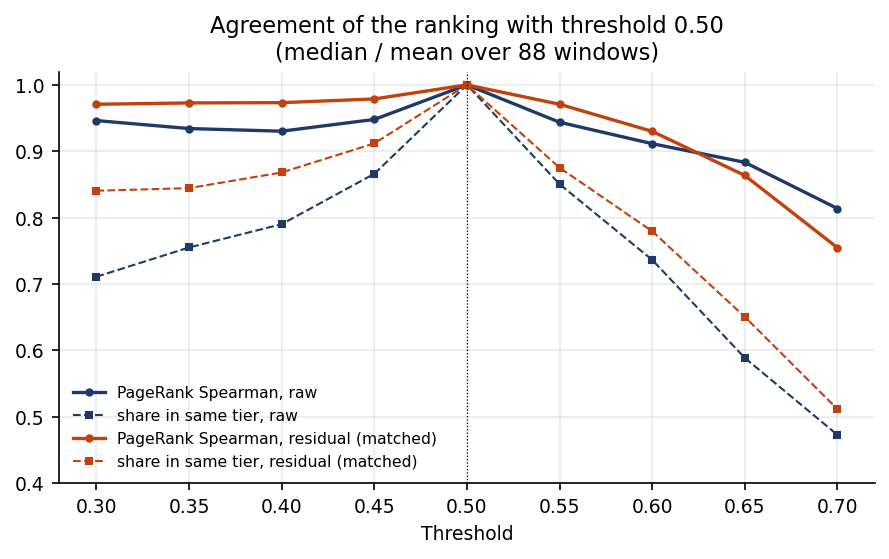 Agreement of the ranking with threshold 0.50
(median / mean over 88 windows)
1.0
0.9
0.8
0.7
0.6
0.5
0.4
PageRank Spearman, raw
share in same tier, raw
PageRank Spearman, residual (matched)
share in same tier, residual (matched)
0.30 0.35 0.40 0.45 0.50 0.55 0.60 0.65 0.70
Threshold